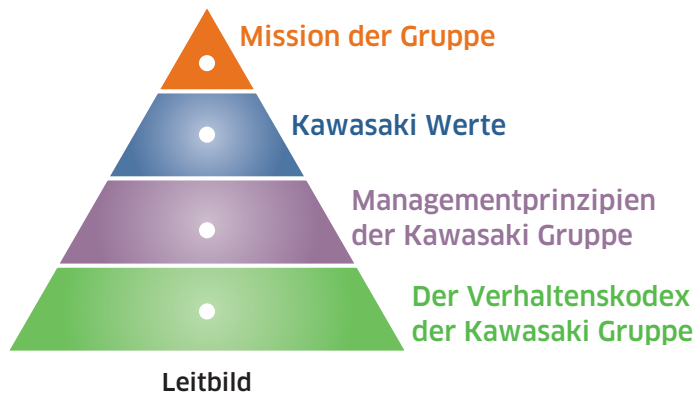 Mission der Gruppe
Kawasaki Werte
Managementprinzipien
der Kawasaki Gruppe
Der Verhaltenskodex
der Kawasaki Gruppe
Leitbild